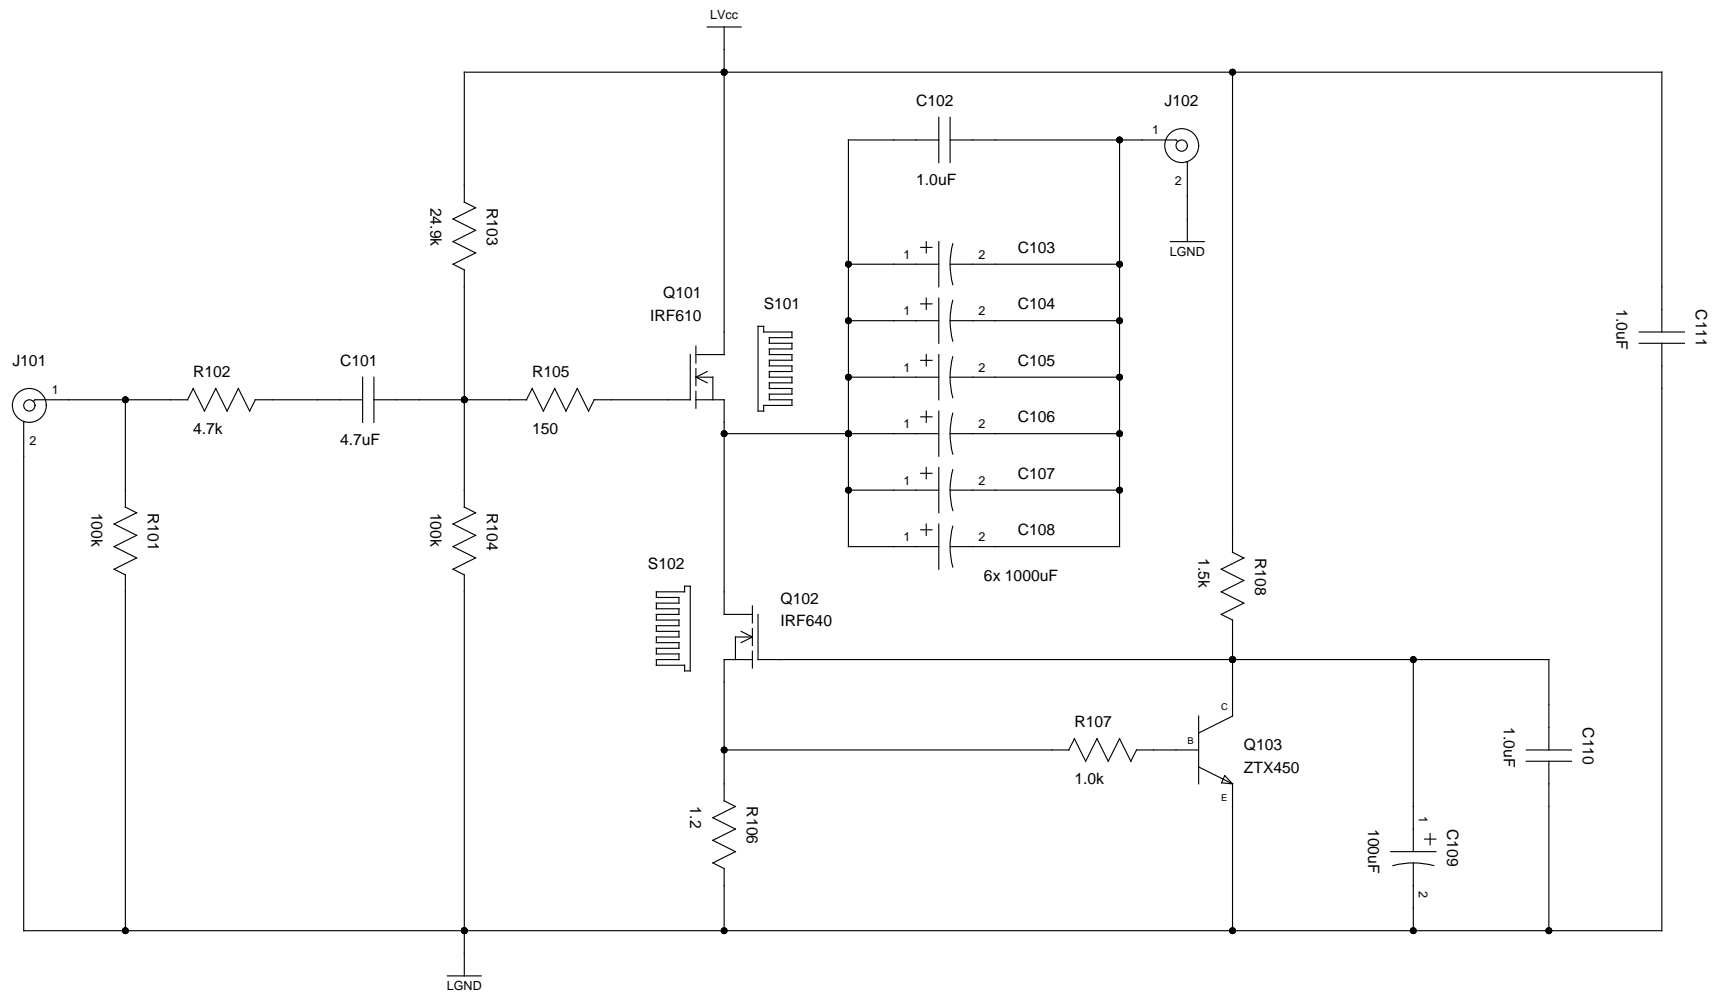 LVcc
C102
J102
1
1.0uF
2
LGND
R103
24.9k
C103
1
+
2
C104
1
+
2
C105
1
+
2
C106
1
+
2
C107
1
+
2
C108
1
+
2
6x 1000uF
Q101
IRF610
S101
C111
1.0uF
J101
1
2
R102
4.7k
C101
4.7uF
R105
150
R101
100k
R104
100k
S102
Q102
IRF640
R108
1.5k
R107
1.0k
C
B
E
Q103
ZTX450
C110
1.0uF
R106
1.2
1
+
C109
100uF
2
LGND